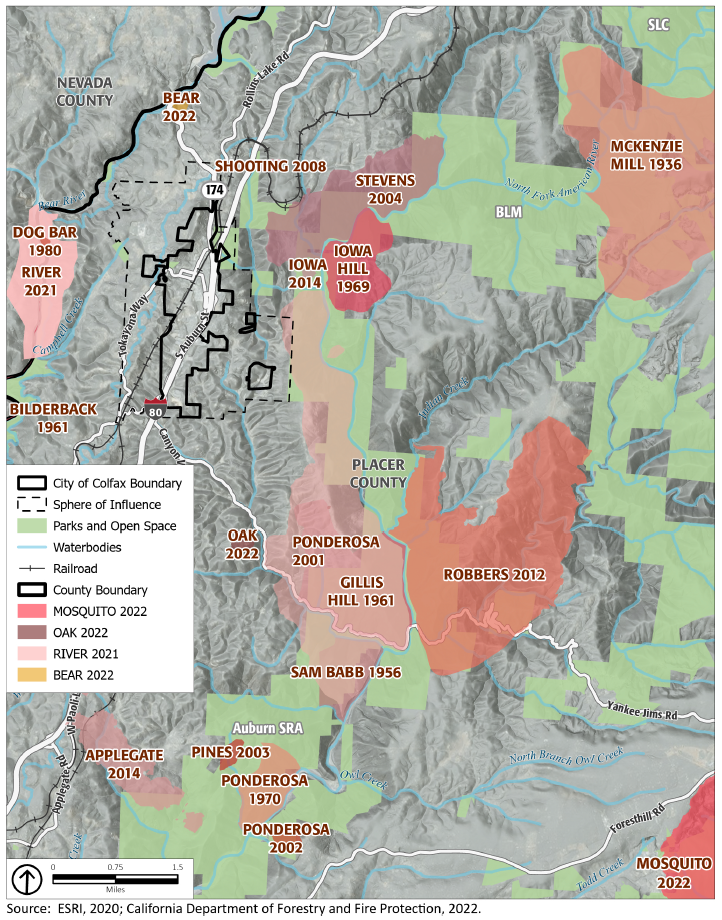 SLC
NEVADA
COUNTY
Rollins Lake Rd
BEAR
2022
MCKENZIE
MILL 1936
SHOOTING 2008
174
STEVENS
2004
North Fork American River
BLM
Bear River
DOG BAR
1980
RIVER
2021
IOWA
2014
IOWA
HILL
1969
Campbell Creek
Tokayana Way
S Auburn St
Indian Creek
BILDERBACK
1961
80
Canyon
PLACER
COUNTY
City of Colfax Boundary
Sphere of Influence
Parks and Open Space
Waterbodies
Railroad
County Boundary
MOSQUITO 2022
OAK 2022
RIVER 2021
BEAR 2022
OAK
2022
PONDEROSA
2001
GILLIS
HILL 1961
ROBBERS 2012
SAM BABB 1956
Yankee Jims Rd
W Paoli
Auburn SRA
APPLEGATE
2014
Applegate Rd
PINES 2003
PONDEROSA
1970
North Branch Owl Creek
Owl Creek
PONDEROSA
2002
Foresthill Rd
Creek
Todd Creek
MOSQUITO
2022
0 0.75 1.5
Miles
Source: ESRI, 2020; California Department of Forestry and Fire Protection, 2022.